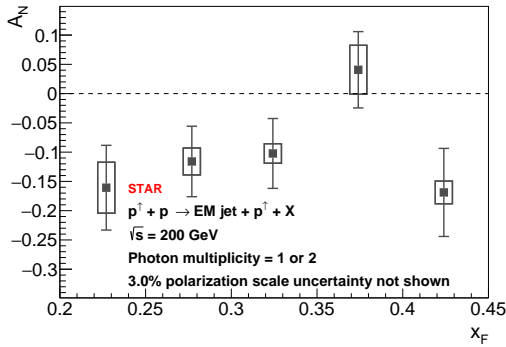 A_N
0.1
0.05
0
−0.05
−0.1
−0.15
−0.2
−0.25
−0.3
STAR
p↑ + p → EM jet + p↑ + X
√s = 200 GeV
Photon multiplicity = 1 or 2
3.0% polarization scale uncertainty not shown
0.2 0.25 0.3 0.35 0.4 0.45
x_F